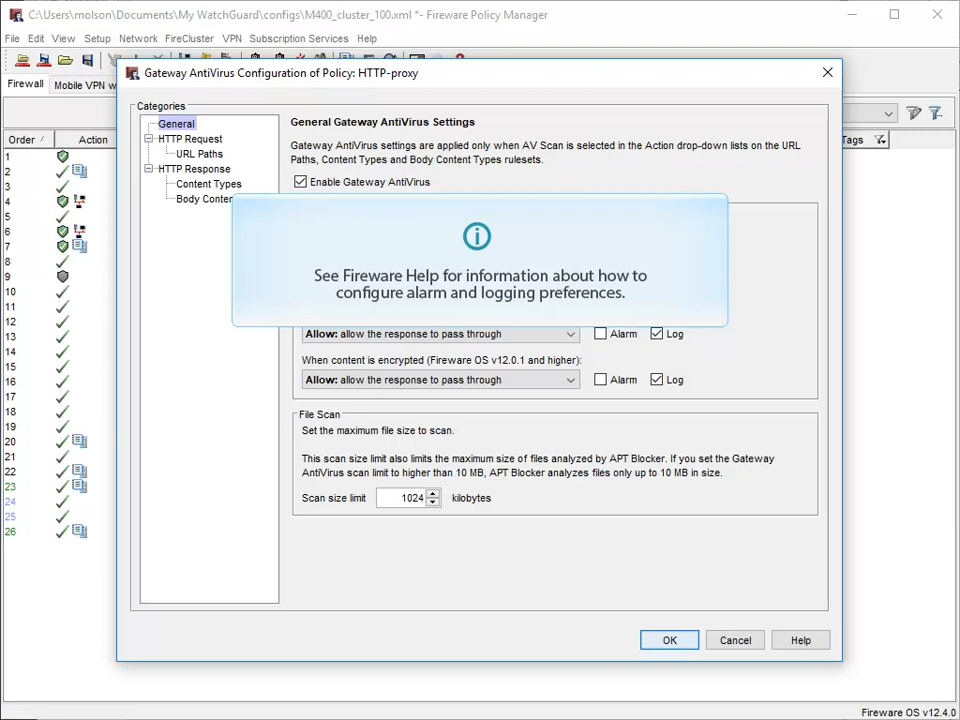 C:\Users\molson\Documents\My WatchGuard\configs\M400_cluster_100.xml *- Fireware Policy Manager
File Edit View Setup Network FireCluster VPN Subscription Services Help
Gateway AntiVirus Configuration of Policy: HTTP-proxy
Firewall
Mobile VPN w
Categories
General
HTTP Request
URL Paths
HTTP Response
Content Types
Body Conten
General Gateway AntiVirus Settings
Gateway AntiVirus settings are applied only when AV Scan is selected in the Action drop-down lists on the URL
Paths, Content Types and Body Content Types rulesets.
Enable Gateway AntiVirus
See Fireware Help for information about how to
configure alarm and logging preferences.
Allow: allow the response to pass through Alarm Log
When content is encrypted (Fireware OS v12.0.1 and higher):
Allow: allow the response to pass through Alarm Log
File Scan
Set the maximum file size to scan.
This scan size limit also limits the maximum size of files analyzed by APT Blocker. If you set the Gateway
AntiVirus scan limit to higher than 10 MB, APT Blocker analyzes files only up to 10 MB in size.
Scan size limit 1024 kilobytes
OK Cancel Help
Order / Action Tags
1
2
3
4
5
6
7
8
9
10
11
12
13
14
15
16
17
18
19
20
21
22
23
24
25
26
Fireware OS v12.4.0